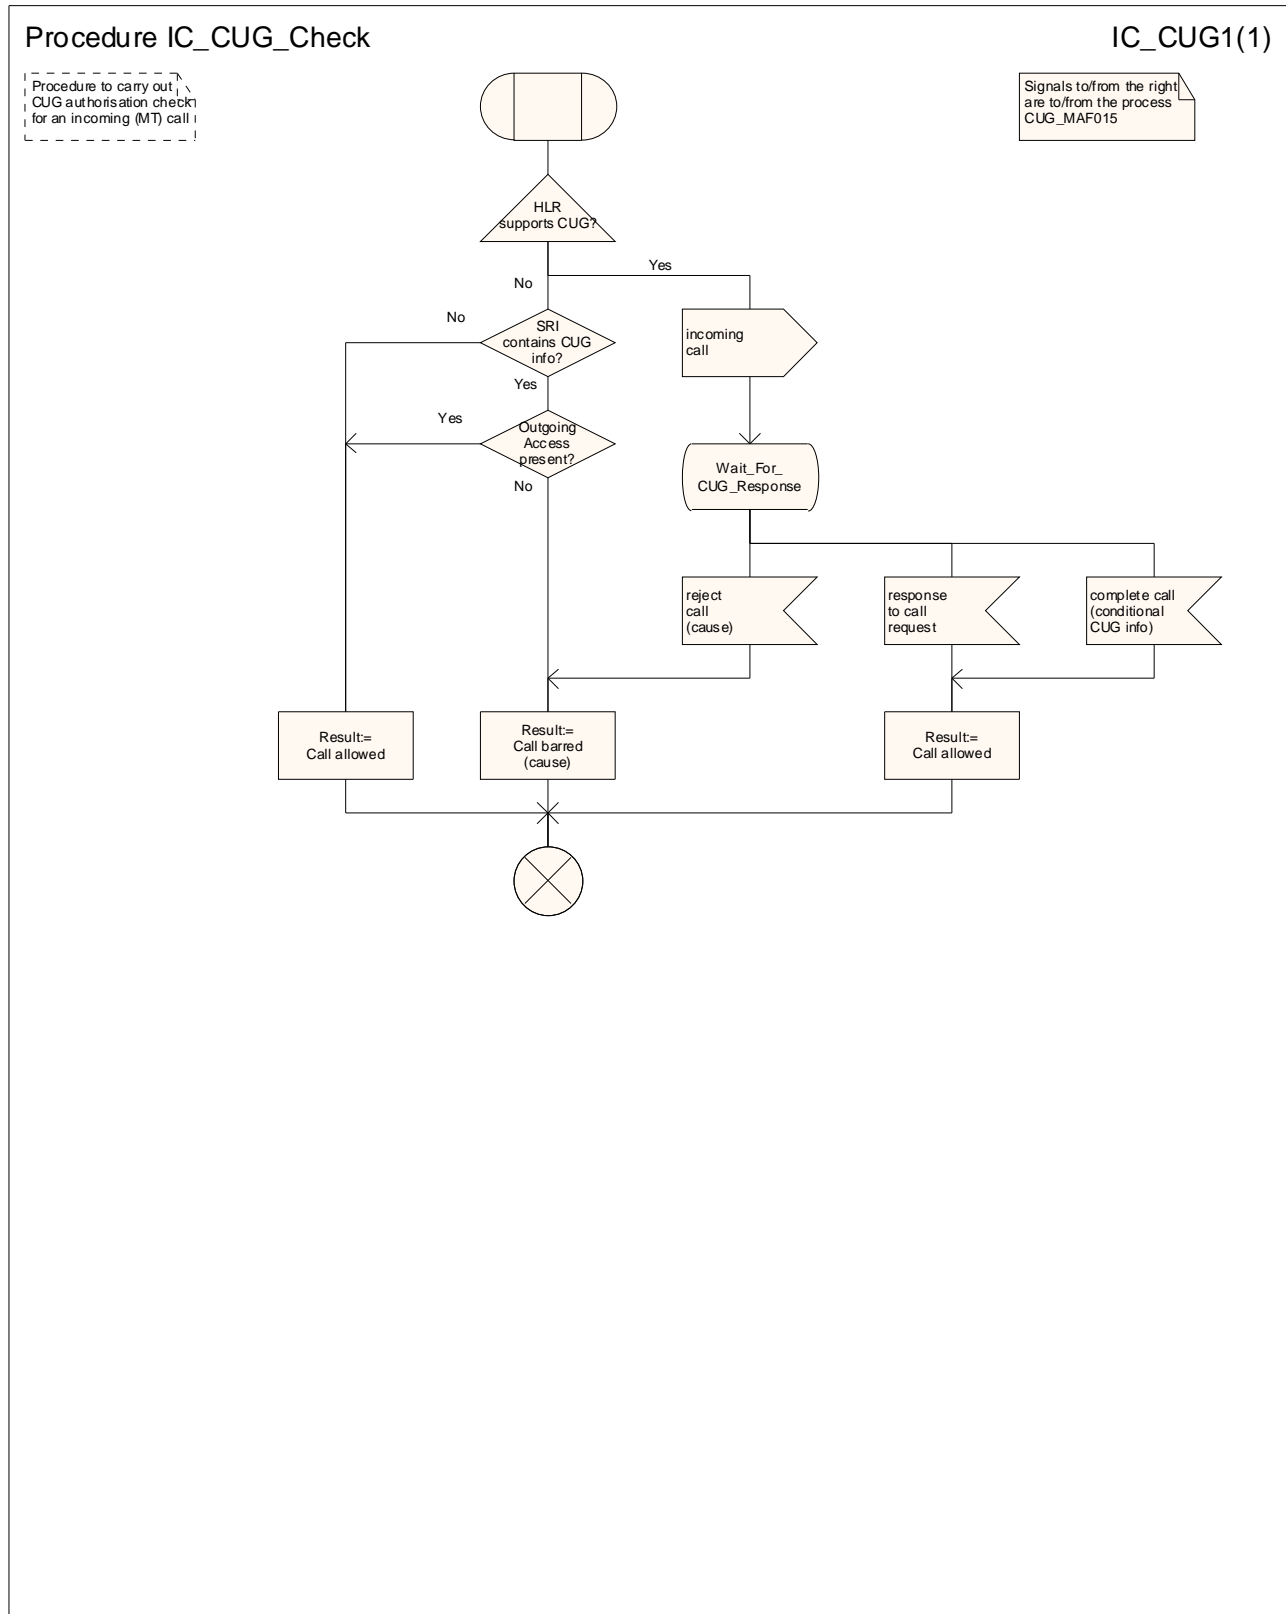 Procedure IC_CUG_Check
IC_CUG1(1)
Procedure to carry out
CUG authorisation check
for an incoming (MT) call
Signals to/from the right
are to/from the process
CUG_MAF015
HLR
supports CUG?
Yes
No
No
SRI
contains CUG
info?
incoming
call
Yes
Yes
Outgoing
Access
present?
No
Wait_For_
CUG_Response
reject
call
(cause)
response
to call
request
complete call
(conditional
CUG info)
Result:=
Call allowed
Result:=
Call barred
(cause)
Result:=
Call allowed